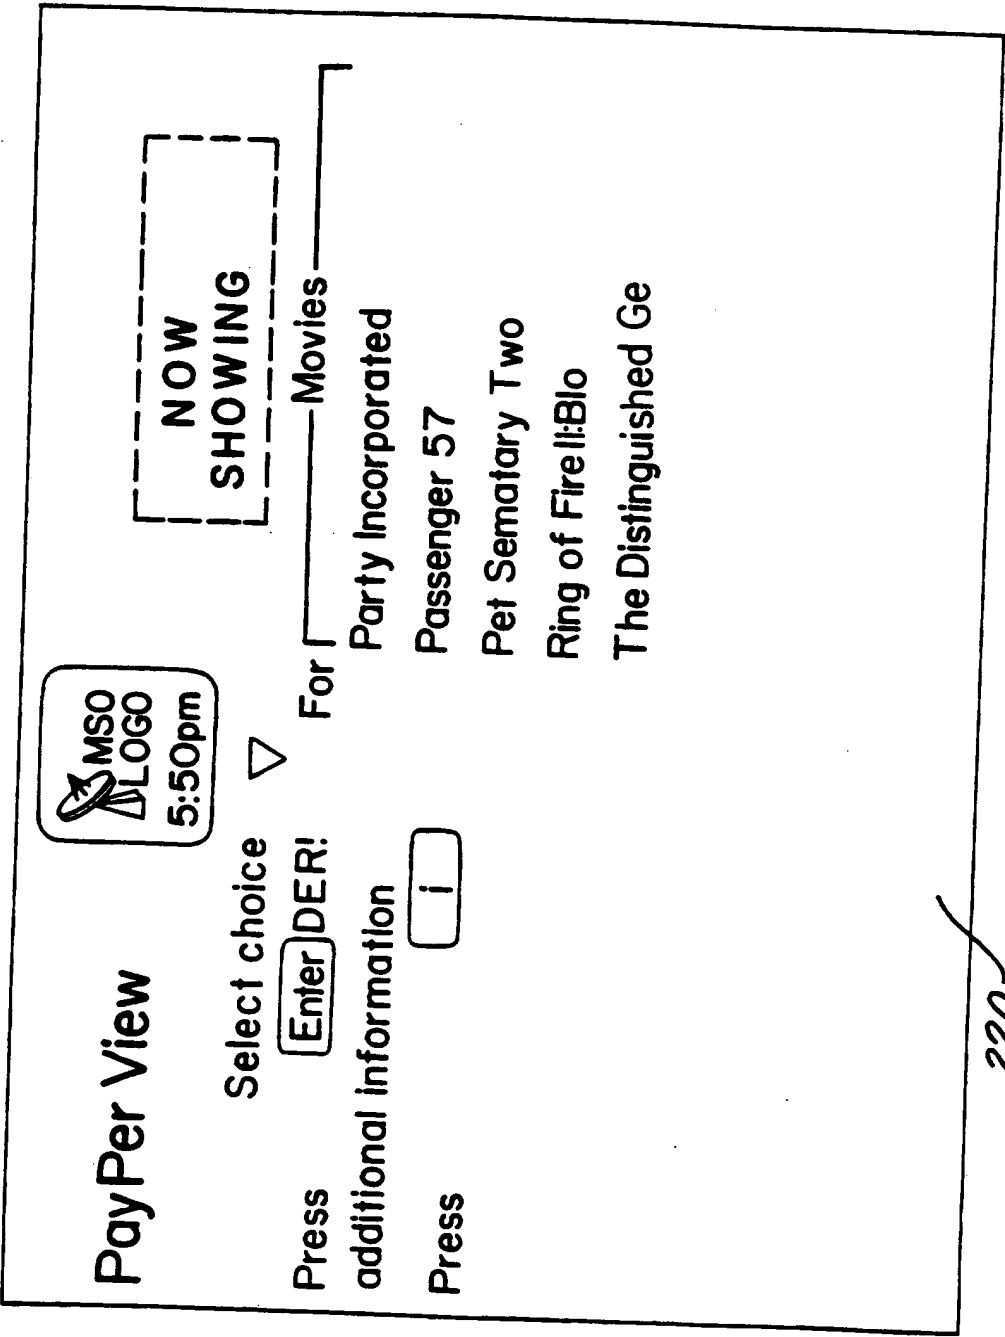 PayPer View
MSO
LOGO
5:50pm
NOW
SHOWING
Select choice
Press Enter DER!
For
additional information
Press i
Movies
Party Incorporated
Passenger 57
Pet Sematary Two
Ring of Fire II:Blo
The Distinguished Ge
220